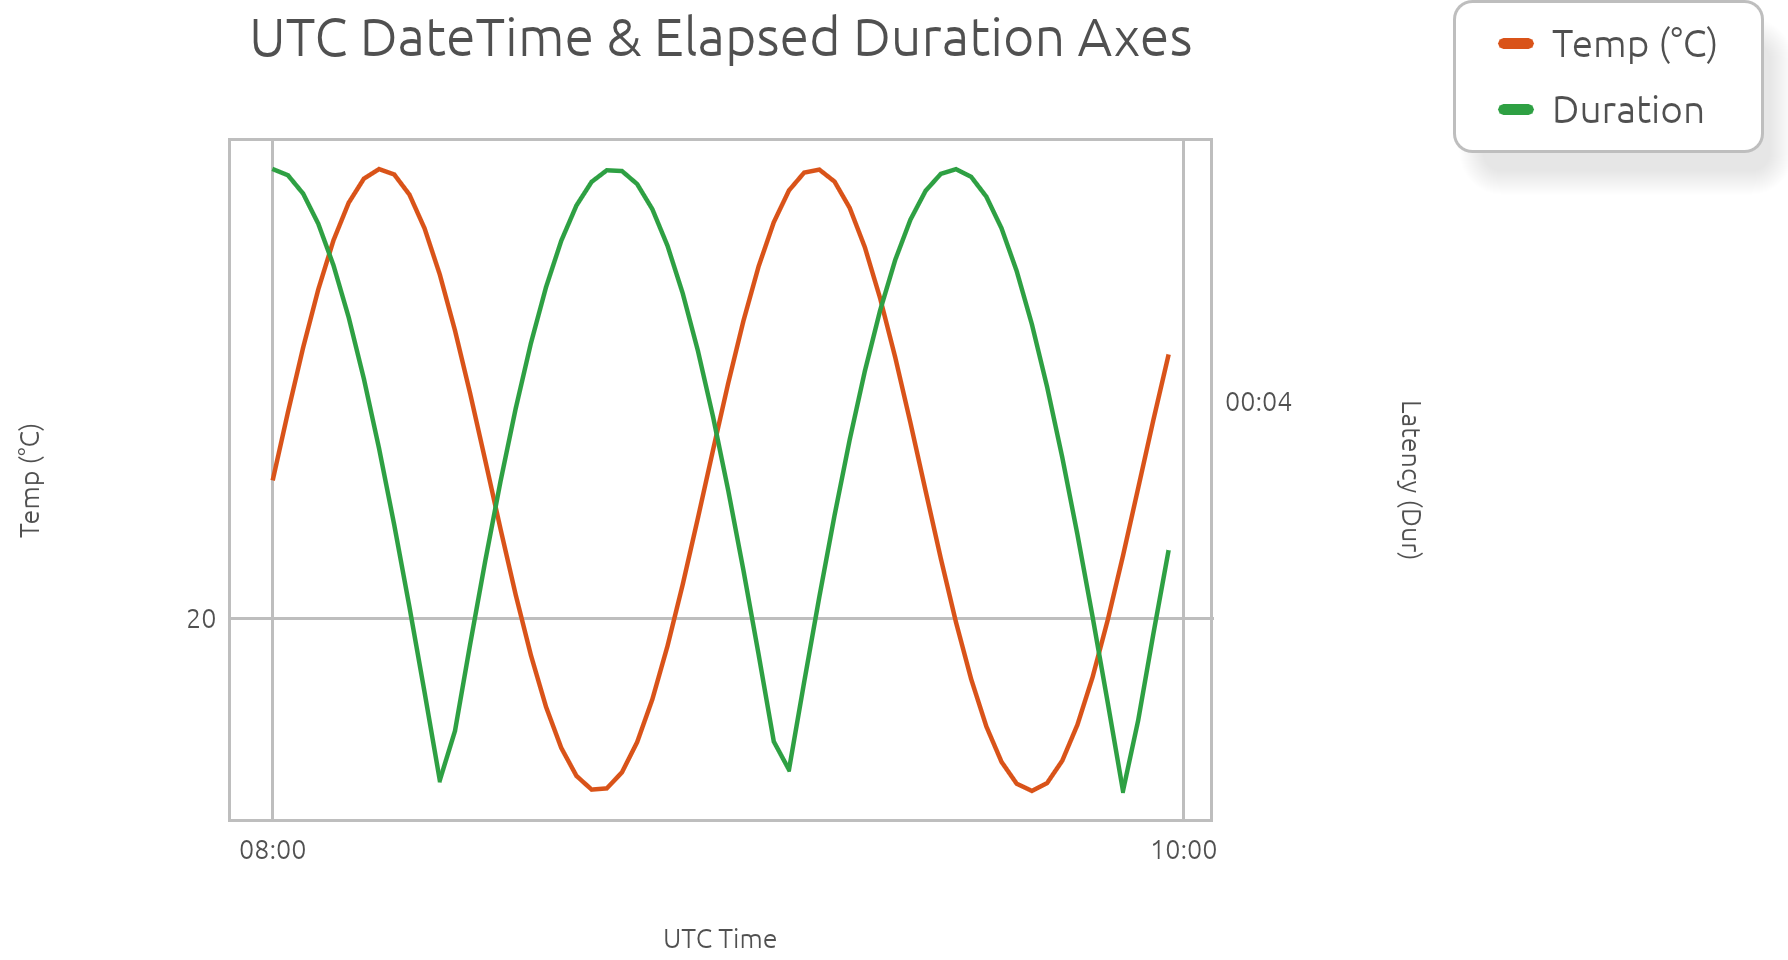 UTC DateTime & Elapsed Duration Axes
Temp (°C)
Duration
Temp (°C)
20
00:04
Latency (Dur)
08:00
10:00
UTC Time